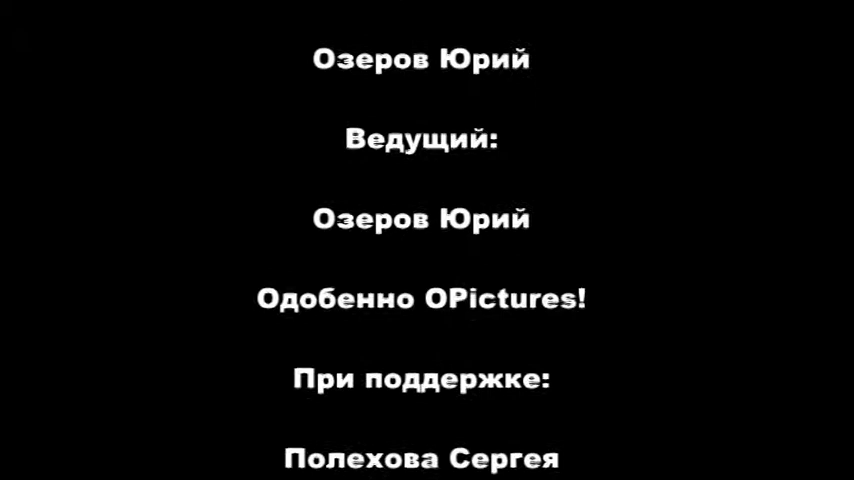 Озеров Юрий
Ведущий:
Озеров Юрий
Одобенно OPictures!
При поддержке:
Полехова Сергея